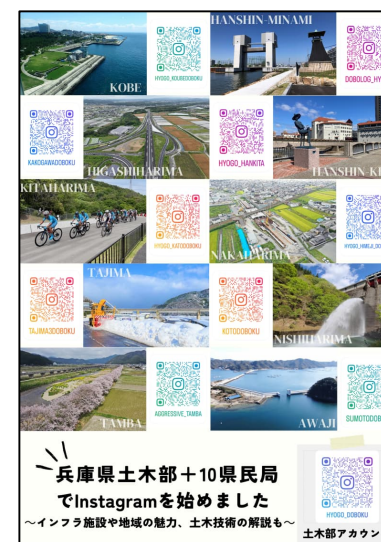 HANSHIN-MINAMI
KOBE
HYOGO_KOUBEDOBOKU
DOBOLOG_HY
KAKOGAWADOBOKU
HIGASHIHARIMA
HYOGO_HANKITA
HANSHIN-KI
KITAHARIMA
HYOGO_KATODOBOKU
NAKAHARIMA
HYOGO_HIMEJI_DO
TAJIMA
TAJIMA3DOBOKU
KOTODOBOKU
NISHIHARIMA
TAMBA
AGGRESSIVE_TAMBA
AWAJI
SUMOTODOB
兵庫県土木部+10県民局
でInstagramを始めました
~インフラ施設や地域の魅力、土木技術の解説も~
HYOGO_DOBOKU
土木部アカウン